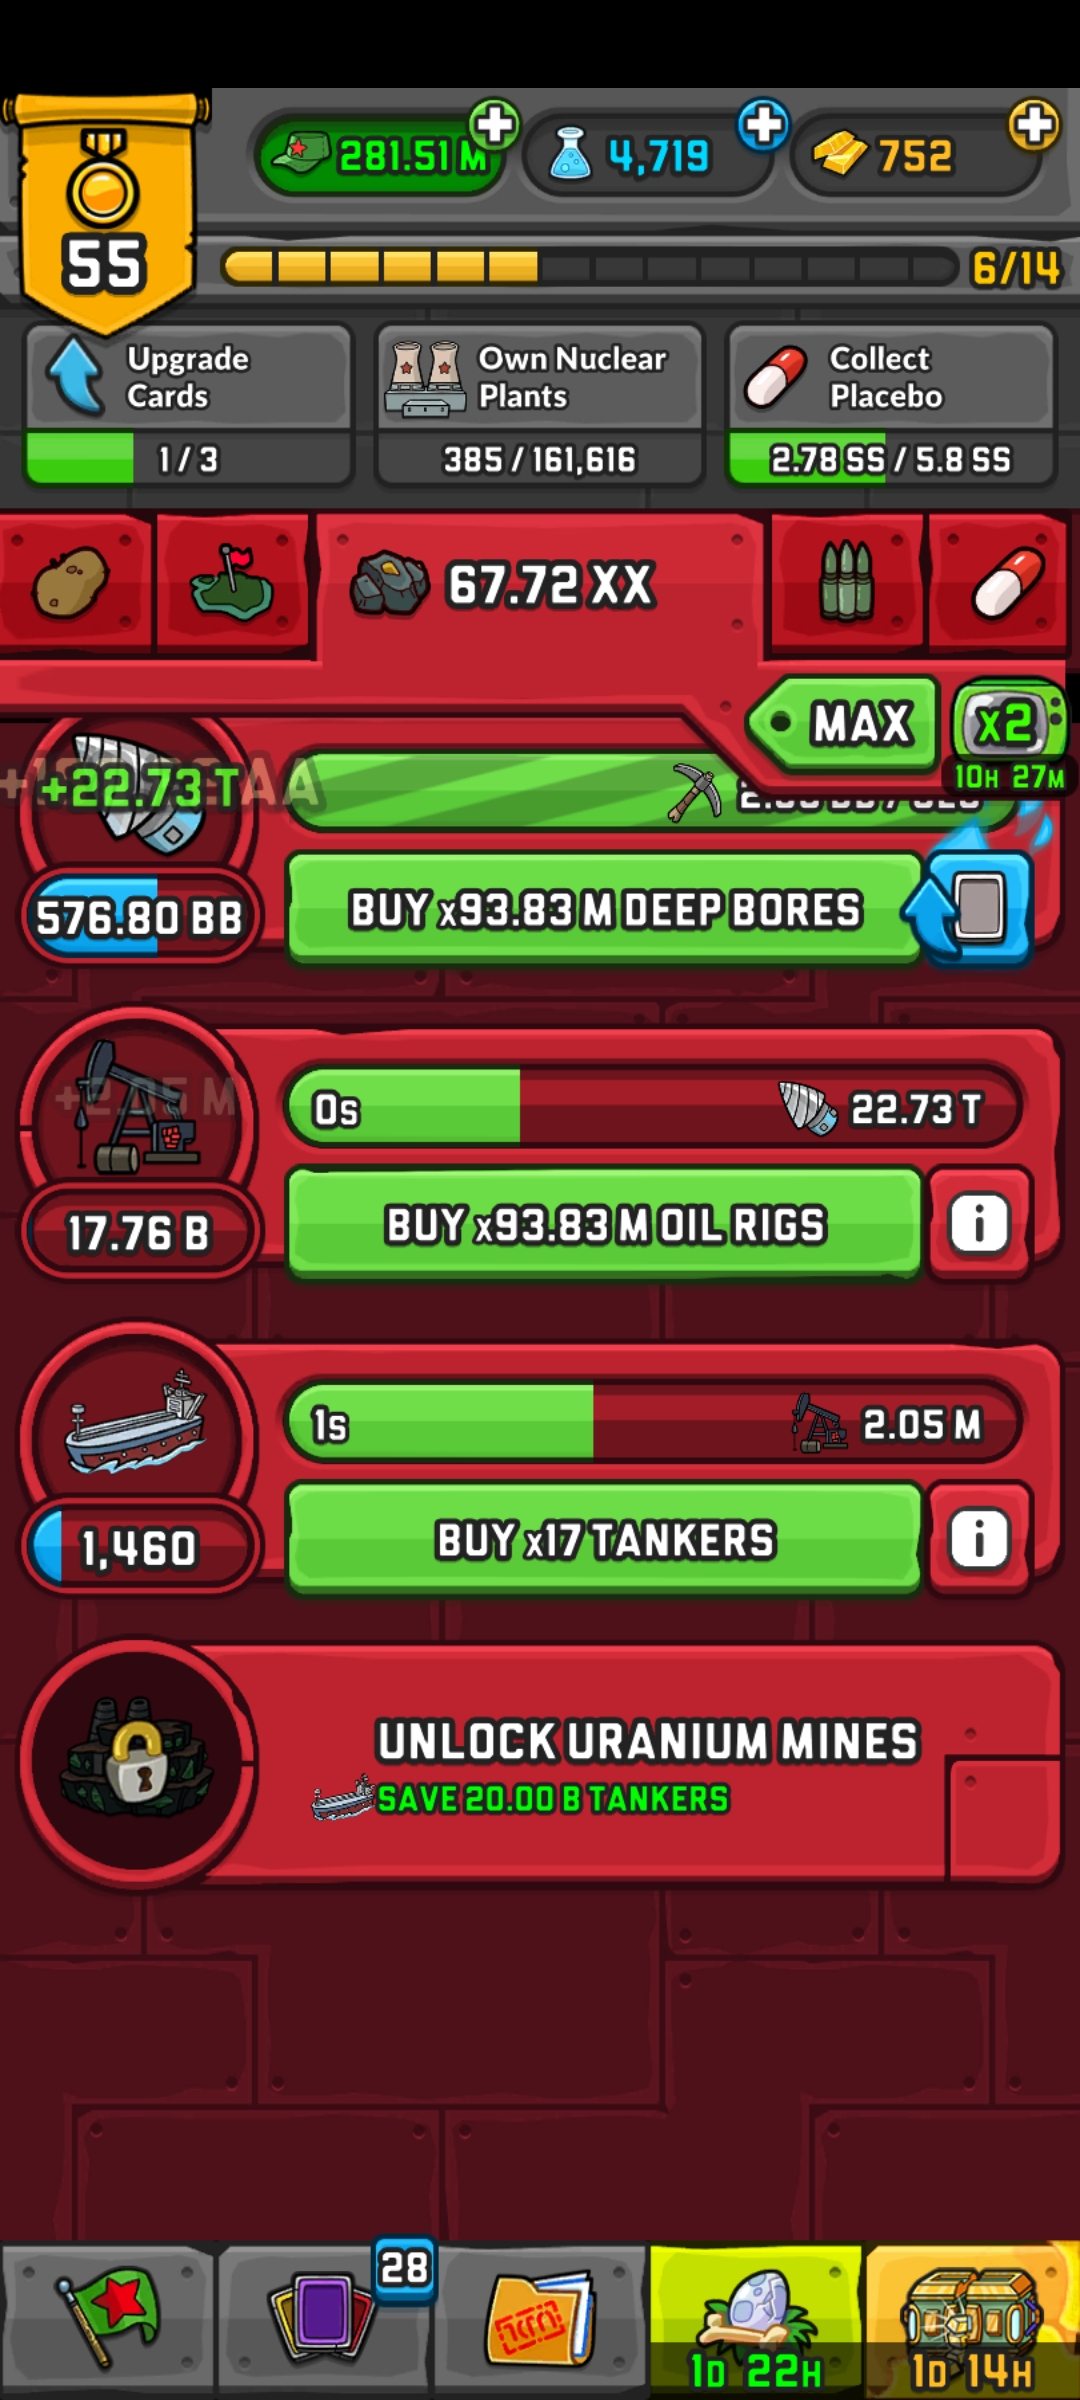 281.51 M
4,719
752
55
6/14
Upgrade
Cards
1 / 3
Own Nuclear
Plants
385 / 161,616
Collect
Placebo
2.78 SS / 5.8 SS
67.72 XX
MAX
x2
10H 27M
+22.73 T
AA
576.80 BB
BUY x93.83 M DEEP BORES
+2.05 M
0s
22.73 T
17.76 B
BUY x93.83 M OIL RIGS
i
1s
2.05 M
1,460
BUY x17 TANKERS
i
UNLOCK URANIUM MINES
SAVE 20.00 B TANKERS
28
1D 22H
1D 14H